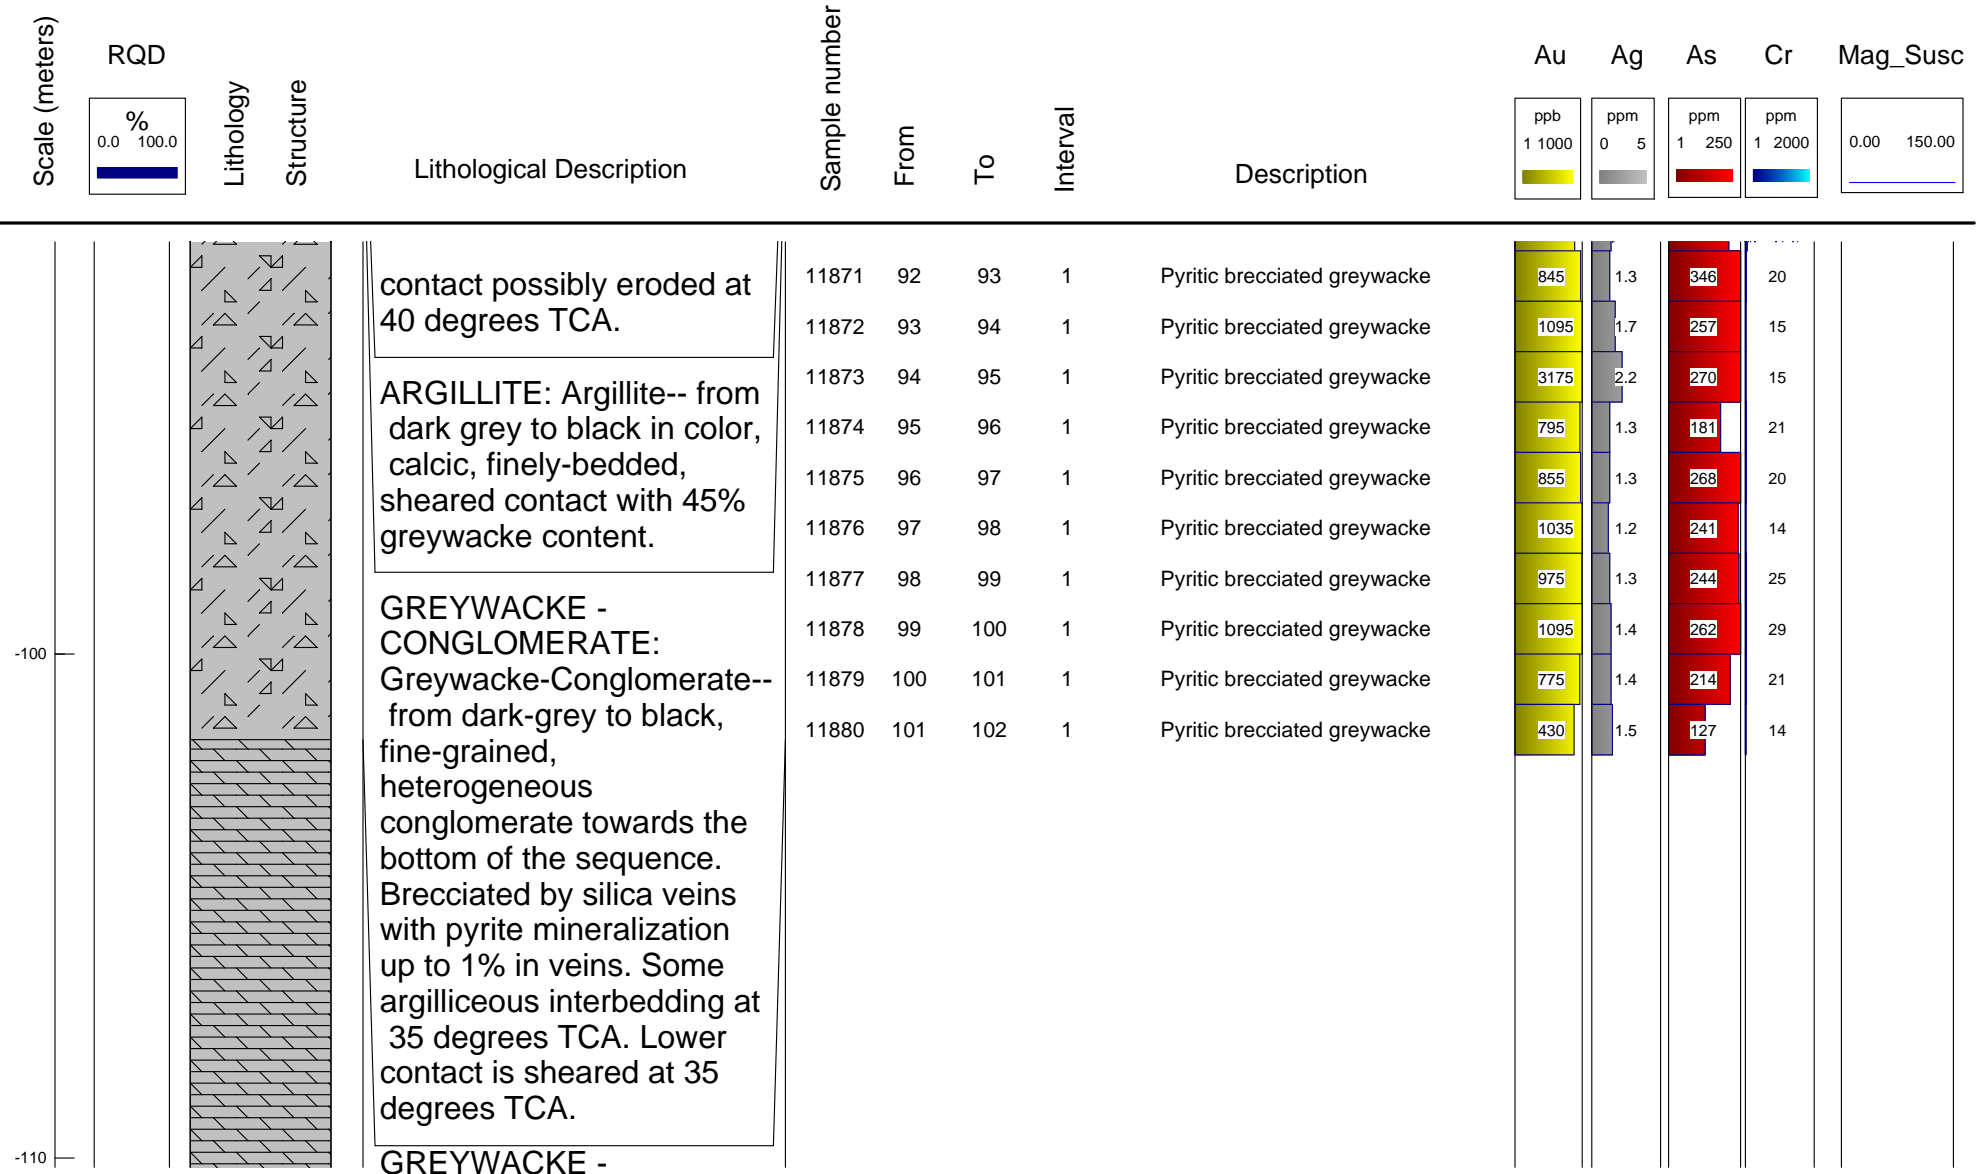 Scale (meters)
RQD
%
0.0 100.0
Lithology
Structure
Lithological Description
Sample number
From
To
Interval
Description
Au
ppb
1 1000
Ag
ppm
0 5
As
ppm
1 250
Cr
ppm
1 2000
Mag_Susc
0.00 150.00
-100
-110
contact possibly eroded at
40 degrees TCA.
ARGILLITE: Argillite-- from
dark grey to black in color,
calcic, finely-bedded,
sheared contact with 45%
greywacke content.
GREYWACKE -
CONGLOMERATE:
Greywacke-Conglomerate--
from dark-grey to black,
fine-grained,
heterogeneous
conglomerate towards the
bottom of the sequence.
Brecciated by silica veins
with pyrite mineralization
up to 1% in veins. Some
argilliceous interbedding at
35 degrees TCA. Lower
contact is sheared at 35
degrees TCA.
GREYWACKE -
11871 92 93 1 Pyritic brecciated greywacke 845 1.3 346 20
11872 93 94 1 Pyritic brecciated greywacke 1095 1.7 257 15
11873 94 95 1 Pyritic brecciated greywacke 3175 2.2 270 15
11874 95 96 1 Pyritic brecciated greywacke 795 1.3 181 21
11875 96 97 1 Pyritic brecciated greywacke 855 1.3 268 20
11876 97 98 1 Pyritic brecciated greywacke 1035 1.2 241 14
11877 98 99 1 Pyritic brecciated greywacke 975 1.3 244 25
11878 99 100 1 Pyritic brecciated greywacke 1095 1.4 262 29
11879 100 101 1 Pyritic brecciated greywacke 775 1.4 214 21
11880 101 102 1 Pyritic brecciated greywacke 430 1.5 127 14